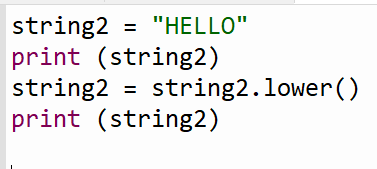 string2 = "HELLO"
print (string2)
string2 = string2.lower()
print (string2)